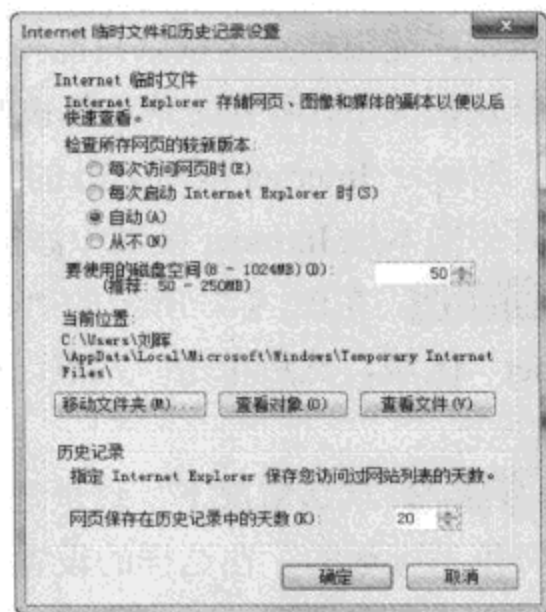 Internet 临时文件和历史记录设置
Internet 临时文件
Internet Explorer 存储网页、图像和媒体的副本以便以后
快速查看。
检查所存网页的较新版本:
每次访问网页时(E)
每次启动 Internet Explorer 时(S)
自动(A)
从不(N)
要使用的磁盘空间(8 - 1024MB)(D): 50
(推荐: 50 - 250MB)
当前位置:
C:\Users\刘晖
\AppData\Local\Microsoft\Windows\Temporary Internet
Files\
移动文件夹(M)... 查看对象(O) 查看文件(V)
历史记录
指定 Internet Explorer 保存您访问过网站列表的天数。
网页保存在历史记录中的天数(K): 20
确定 取消